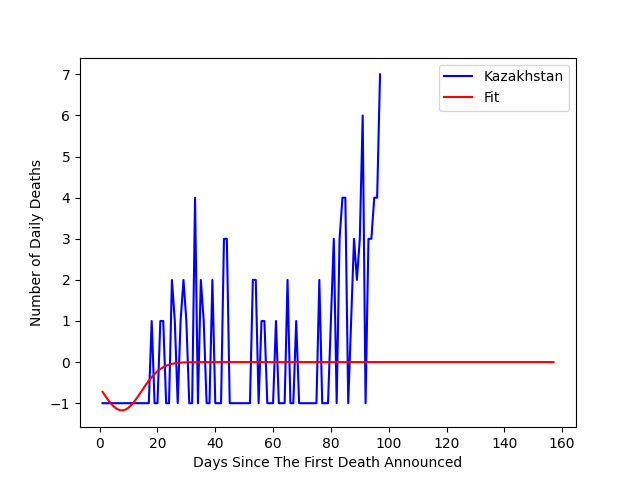 Kazakhstan
Fit
Number of Daily Deaths
7
6
5
4
3
2
1
0
−1
0 20 40 60 80 100 120 140 160
Days Since The First Death Announced